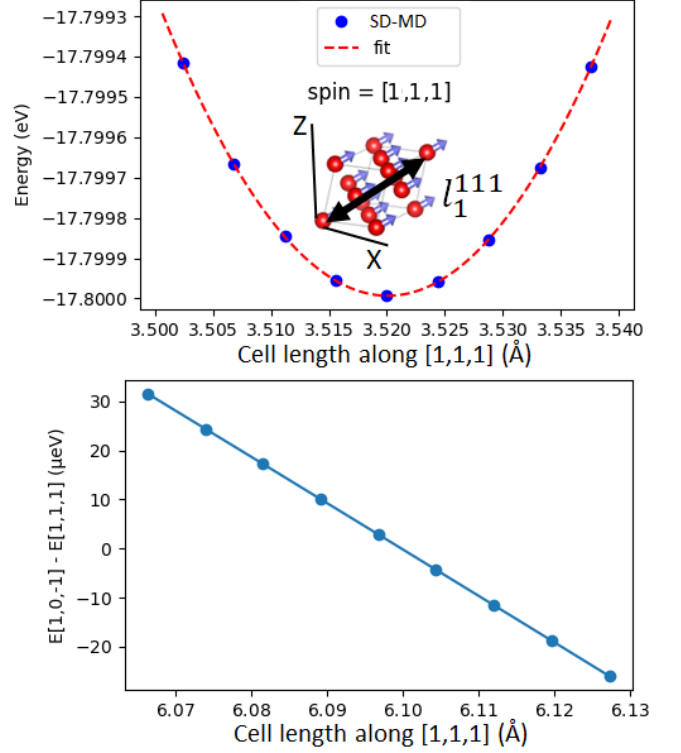 −17.7993
−17.7994
−17.7995
−17.7996
−17.7997
−17.7998
−17.7999
−17.8000
Energy (eV)
SD-MD
fit
spin = [1,1,1]
Z
X
l₁¹¹¹
3.500 3.505 3.510 3.515 3.520 3.525 3.530 3.535 3.540
Cell length along [1,1,1] (Å)
30
20
10
0
−10
−20
E[1,0,-1] - E[1,1,1] (μeV)
6.07 6.08 6.09 6.10 6.11 6.12 6.13
Cell length along [1,1,1] (Å)